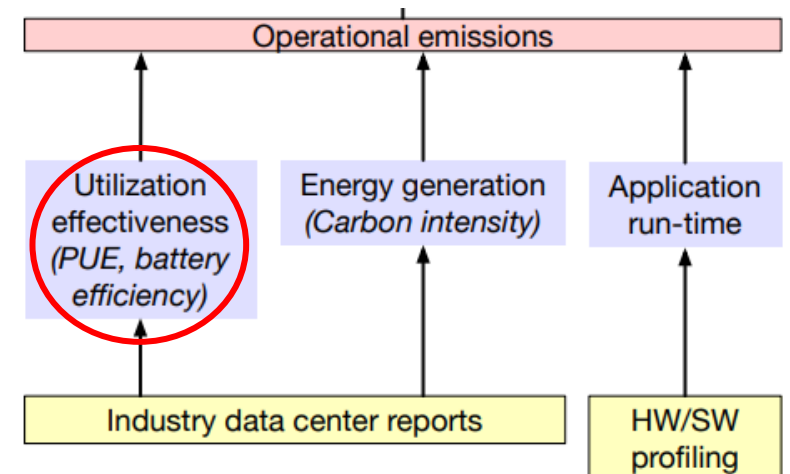 Operational emissions
Utilization
effectiveness
(PUE, battery
efficiency)
Energy generation
(Carbon intensity)
Application
run-time
Industry data center reports
HW/SW
profiling